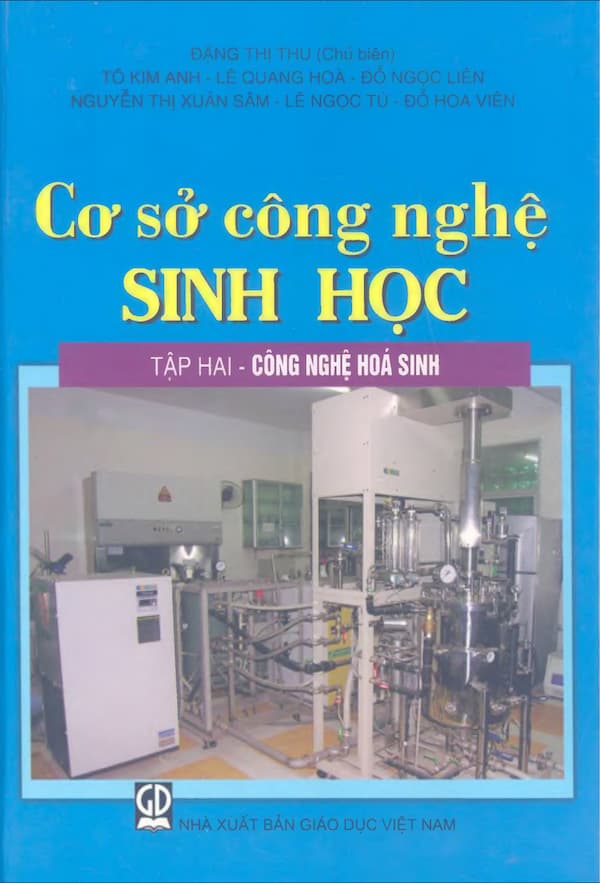 ĐẶNG THỊ THU (Chủ biên)
TÔ KIM ANH - LÊ QUANG HOÀ - ĐỖ NGỌC LIÊN
NGUYỄN THỊ XUÂN SÂM - LÊ NGỌC TÚ - ĐỖ HOA VIÊN
Cơ sở công nghệ
SINH HỌC
TẬP HAI - CÔNG NGHỆ HOÁ SINH
GD
NHÀ XUẤT BẢN GIÁO DỤC VIỆT NAM